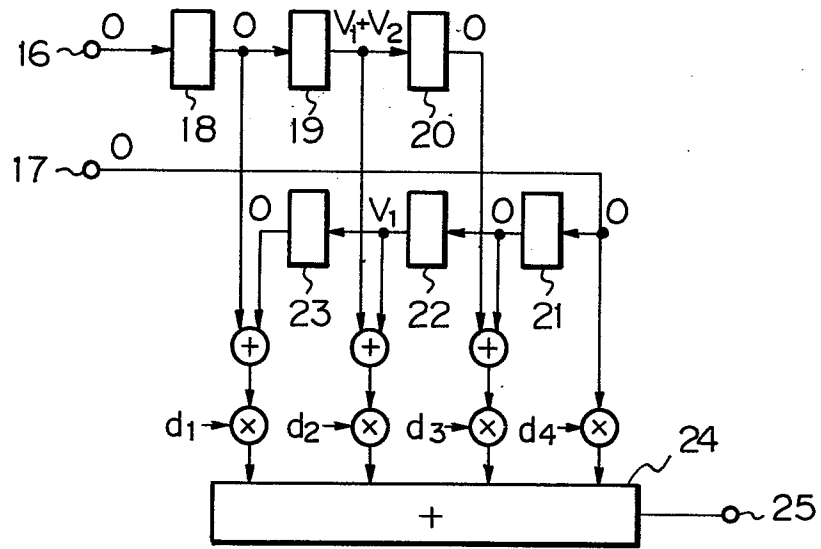 0 0 V1+V2 0
16 18 19 20
17 0
0 V1 0 0
23 22 21
+ + +
d1 × d2 × d3 × d4 ×
24
+ 25